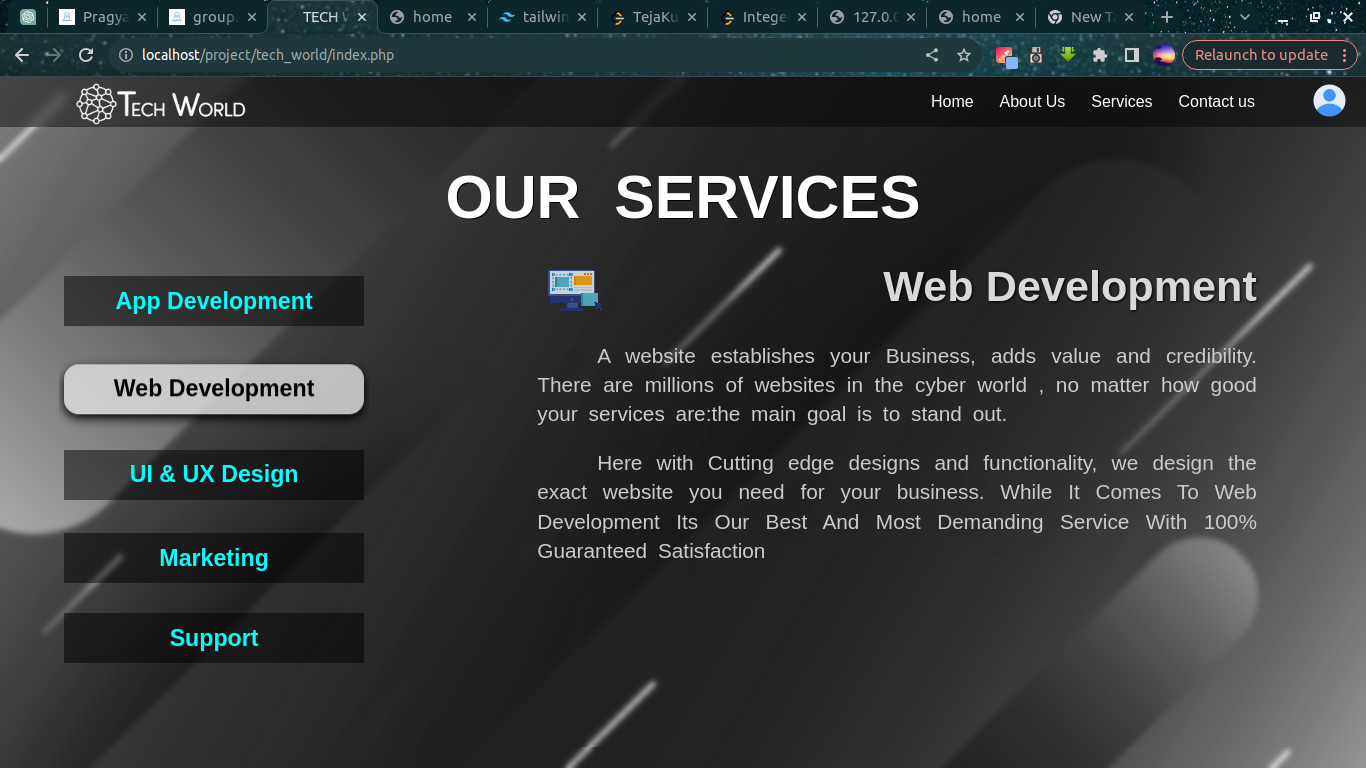 Pragya
group.
TECH W
home
tailwin
TejaKu
Intege
127.0.0
home
New Ta
localhost/project/tech_world/index.php
Relaunch to update
TECH WORLD
Home About Us Services Contact us
OUR SERVICES
App Development
Web Development
UI & UX Design
Marketing
Support
Web Development
A website establishes your Business, adds value and credibility.
There are millions of websites in the cyber world , no matter how good
your services are:the main goal is to stand out.
Here with Cutting edge designs and functionality, we design the
exact website you need for your business. While It Comes To Web
Development Its Our Best And Most Demanding Service With 100%
Guaranteed Satisfaction